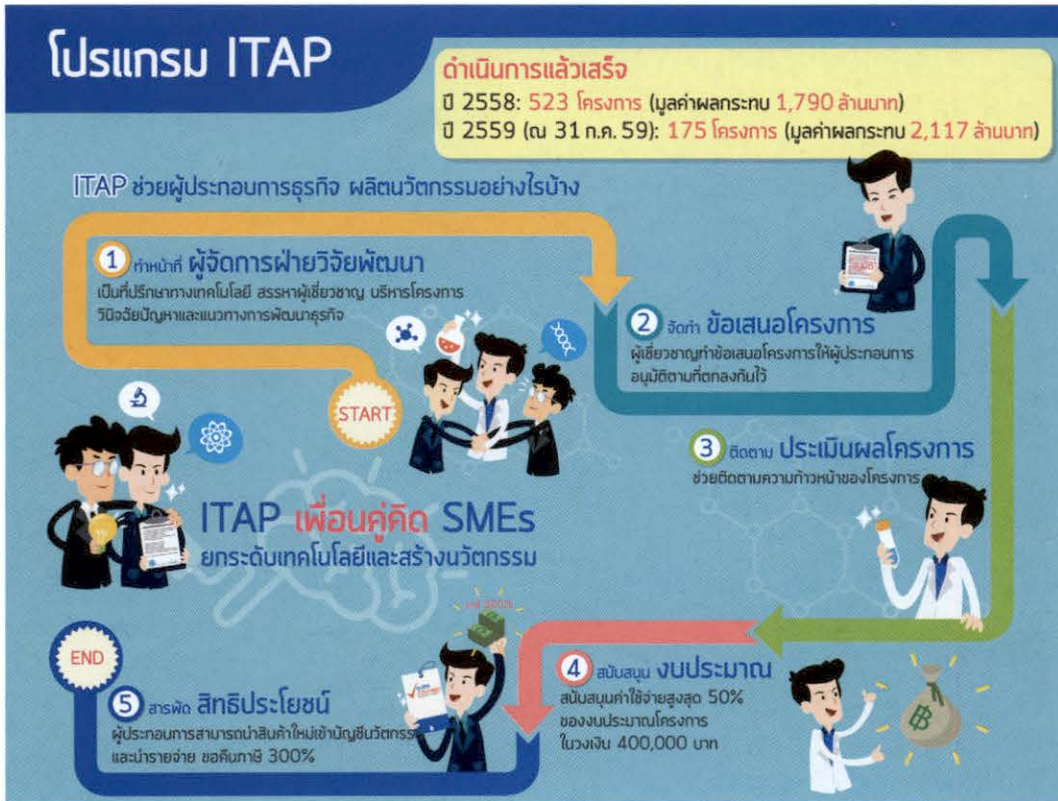 โปรแกรม ITAP
ดำเนินการแล้วเสร็จ
ปี 2558: 523 โครงการ (มูลค่าผลกระทบ 1,790 ล้านบาท)
ปี 2559 (ณ 31 ก.ค. 59): 175 โครงการ (มูลค่าผลกระทบ 2,117 ล้านบาท)
ITAP ช่วยผู้ประกอบการธุรกิจ ผลิตนวัตกรรมอย่างไรบ้าง
1 ทำหน้าที่ ผู้จัดการฝ่ายวิจัยพัฒนา
เป็นที่ปรึกษาทางเทคโนโลยี สรรหาผู้เชี่ยวชาญ บริหารโครงการ
วินิจฉัยปัญหาและแนวทางการพัฒนาธุรกิจ
START
2 จัดทำ ข้อเสนอโครงการ
ผู้เชี่ยวชาญทำข้อเสนอโครงการให้ผู้ประกอบการ
อนุมัติตามที่ตกลงกันไว้
3 ติดตาม ประเมินผลโครงการ
ช่วยติดตามความก้าวหน้าของโครงการ
ITAP เพื่อนคู่คิด SMEs
ยกระดับเทคโนโลยีและสร้างนวัตกรรม
4 สนับสนุน งบประมาณ
สนับสนุนค่าใช้จ่ายสูงสุด 50%
ของงบประมาณโครงการ
ในวงเงิน 400,000 บาท
฿
END
5 สารพัด สิทธิประโยชน์
ผู้ประกอบการสามารถนำสินค้าใหม่เข้าบัญชีนวัตกรร
และนำรายจ่าย ขอคืนภาษี 300%